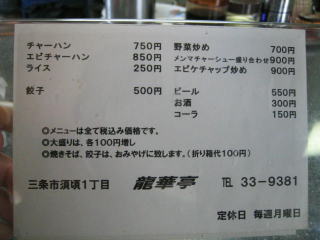 チャーハン 750円
エビチャーハン 850円
ライス 250円
餃子 500円
野菜炒め 700円
メンマチャーシュー盛り合わせ 900円
エビケチャップ炒め 900円
ビール 550円
お酒 300円
コーラ 150円
◎メニューは全て税込み価格です。
◎大盛りは、各100円増し
◎焼きそば、餃子は、おみやげに致します。(折り箱代100円)
三条市須頃1丁目 龍華亭 TEL 33-9381
定休日 毎週月曜日